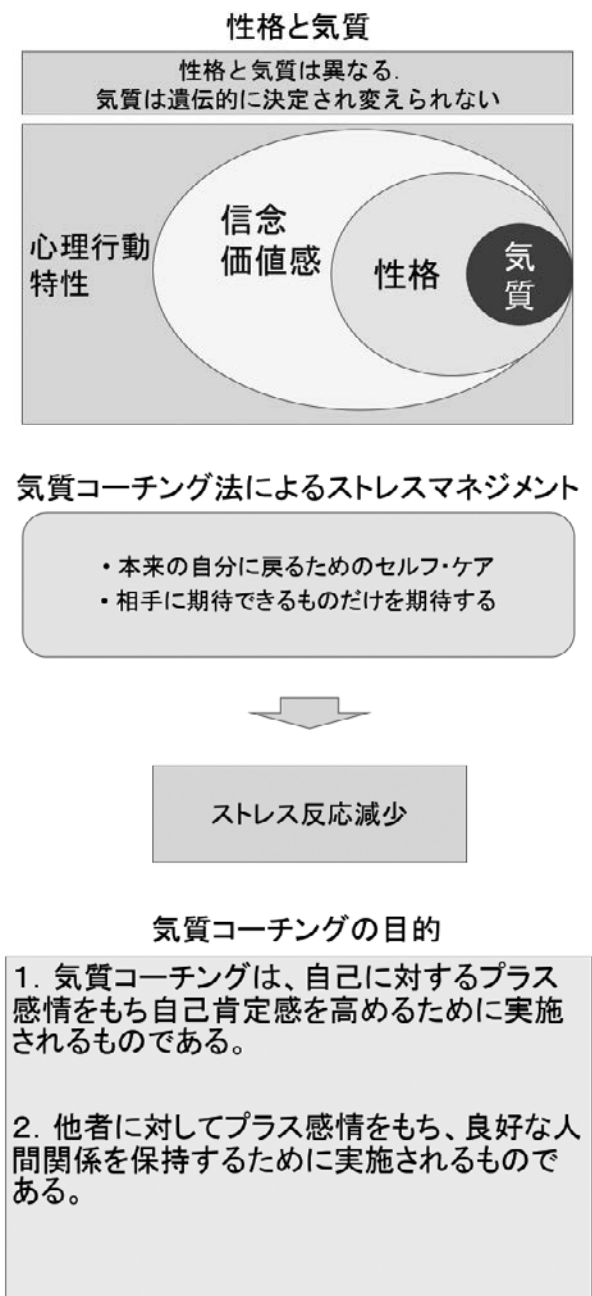 性格と気質
性格と気質は異なる.
気質は遺伝的に決定され変えられない
心理行動
特性
信念
価値感
性格
気
質
気質コーチング法によるストレスマネジメント
・本来の自分に戻るためのセルフ・ケア
・相手に期待できるものだけを期待する
ストレス反応減少
気質コーチングの目的
1. 気質コーチングは、自己に対するプラス
感情をもち自己肯定感を高めるために実施
されるものである。
2. 他者に対してプラス感情をもち、良好な人
間関係を保持するために実施されるもので
ある。